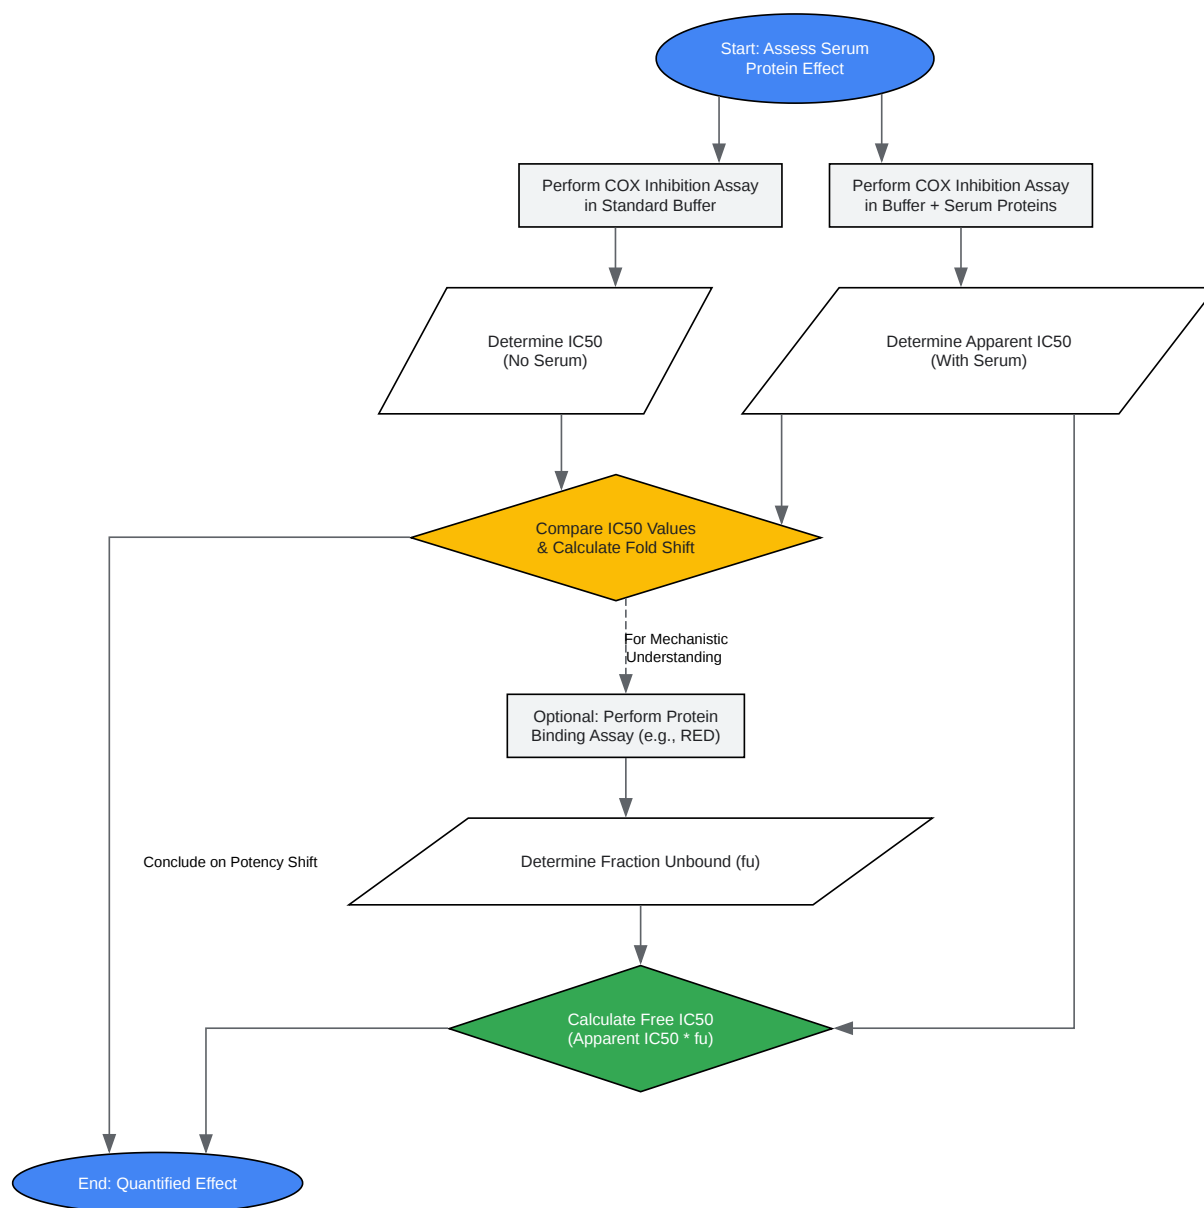 Start: Assess Serum
Protein Effect
Perform COX Inhibition Assay
in Standard Buffer
Perform COX Inhibition Assay
in Buffer + Serum Proteins
Determine IC50
(No Serum)
Determine Apparent IC50
(With Serum)
Compare IC50 Values
& Calculate Fold Shift
For Mechanistic
Understanding
Optional: Perform Protein
Binding Assay (e.g., RED)
Conclude on Potency Shift
Determine Fraction Unbound (fu)
Calculate Free IC50
(Apparent IC50 * fu)
End: Quantified Effect